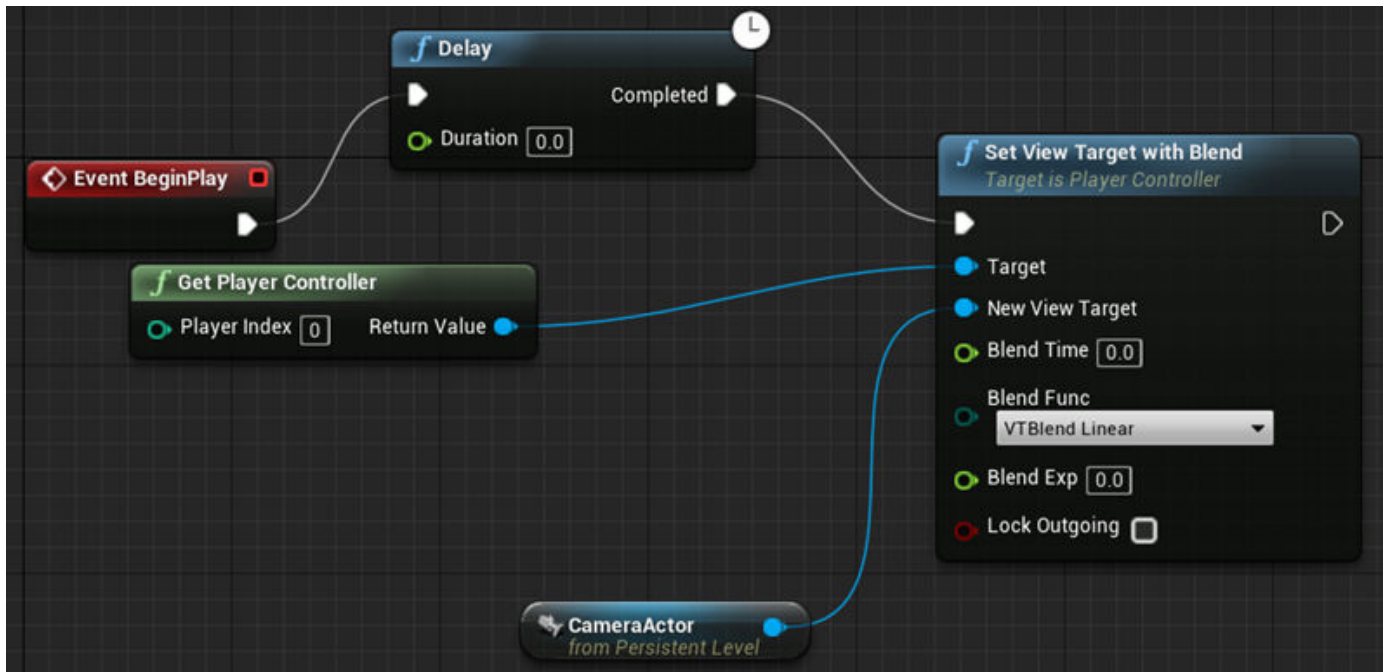 Delay
Completed
Duration 0.0
Event BeginPlay
Get Player Controller
Player Index 0 Return Value
Set View Target with Blend
Target is Player Controller
Target
New View Target
Blend Time 0.0
Blend Func
VTBlend Linear
Blend Exp 0.0
Lock Outgoing
CameraActor
from Persistent Level